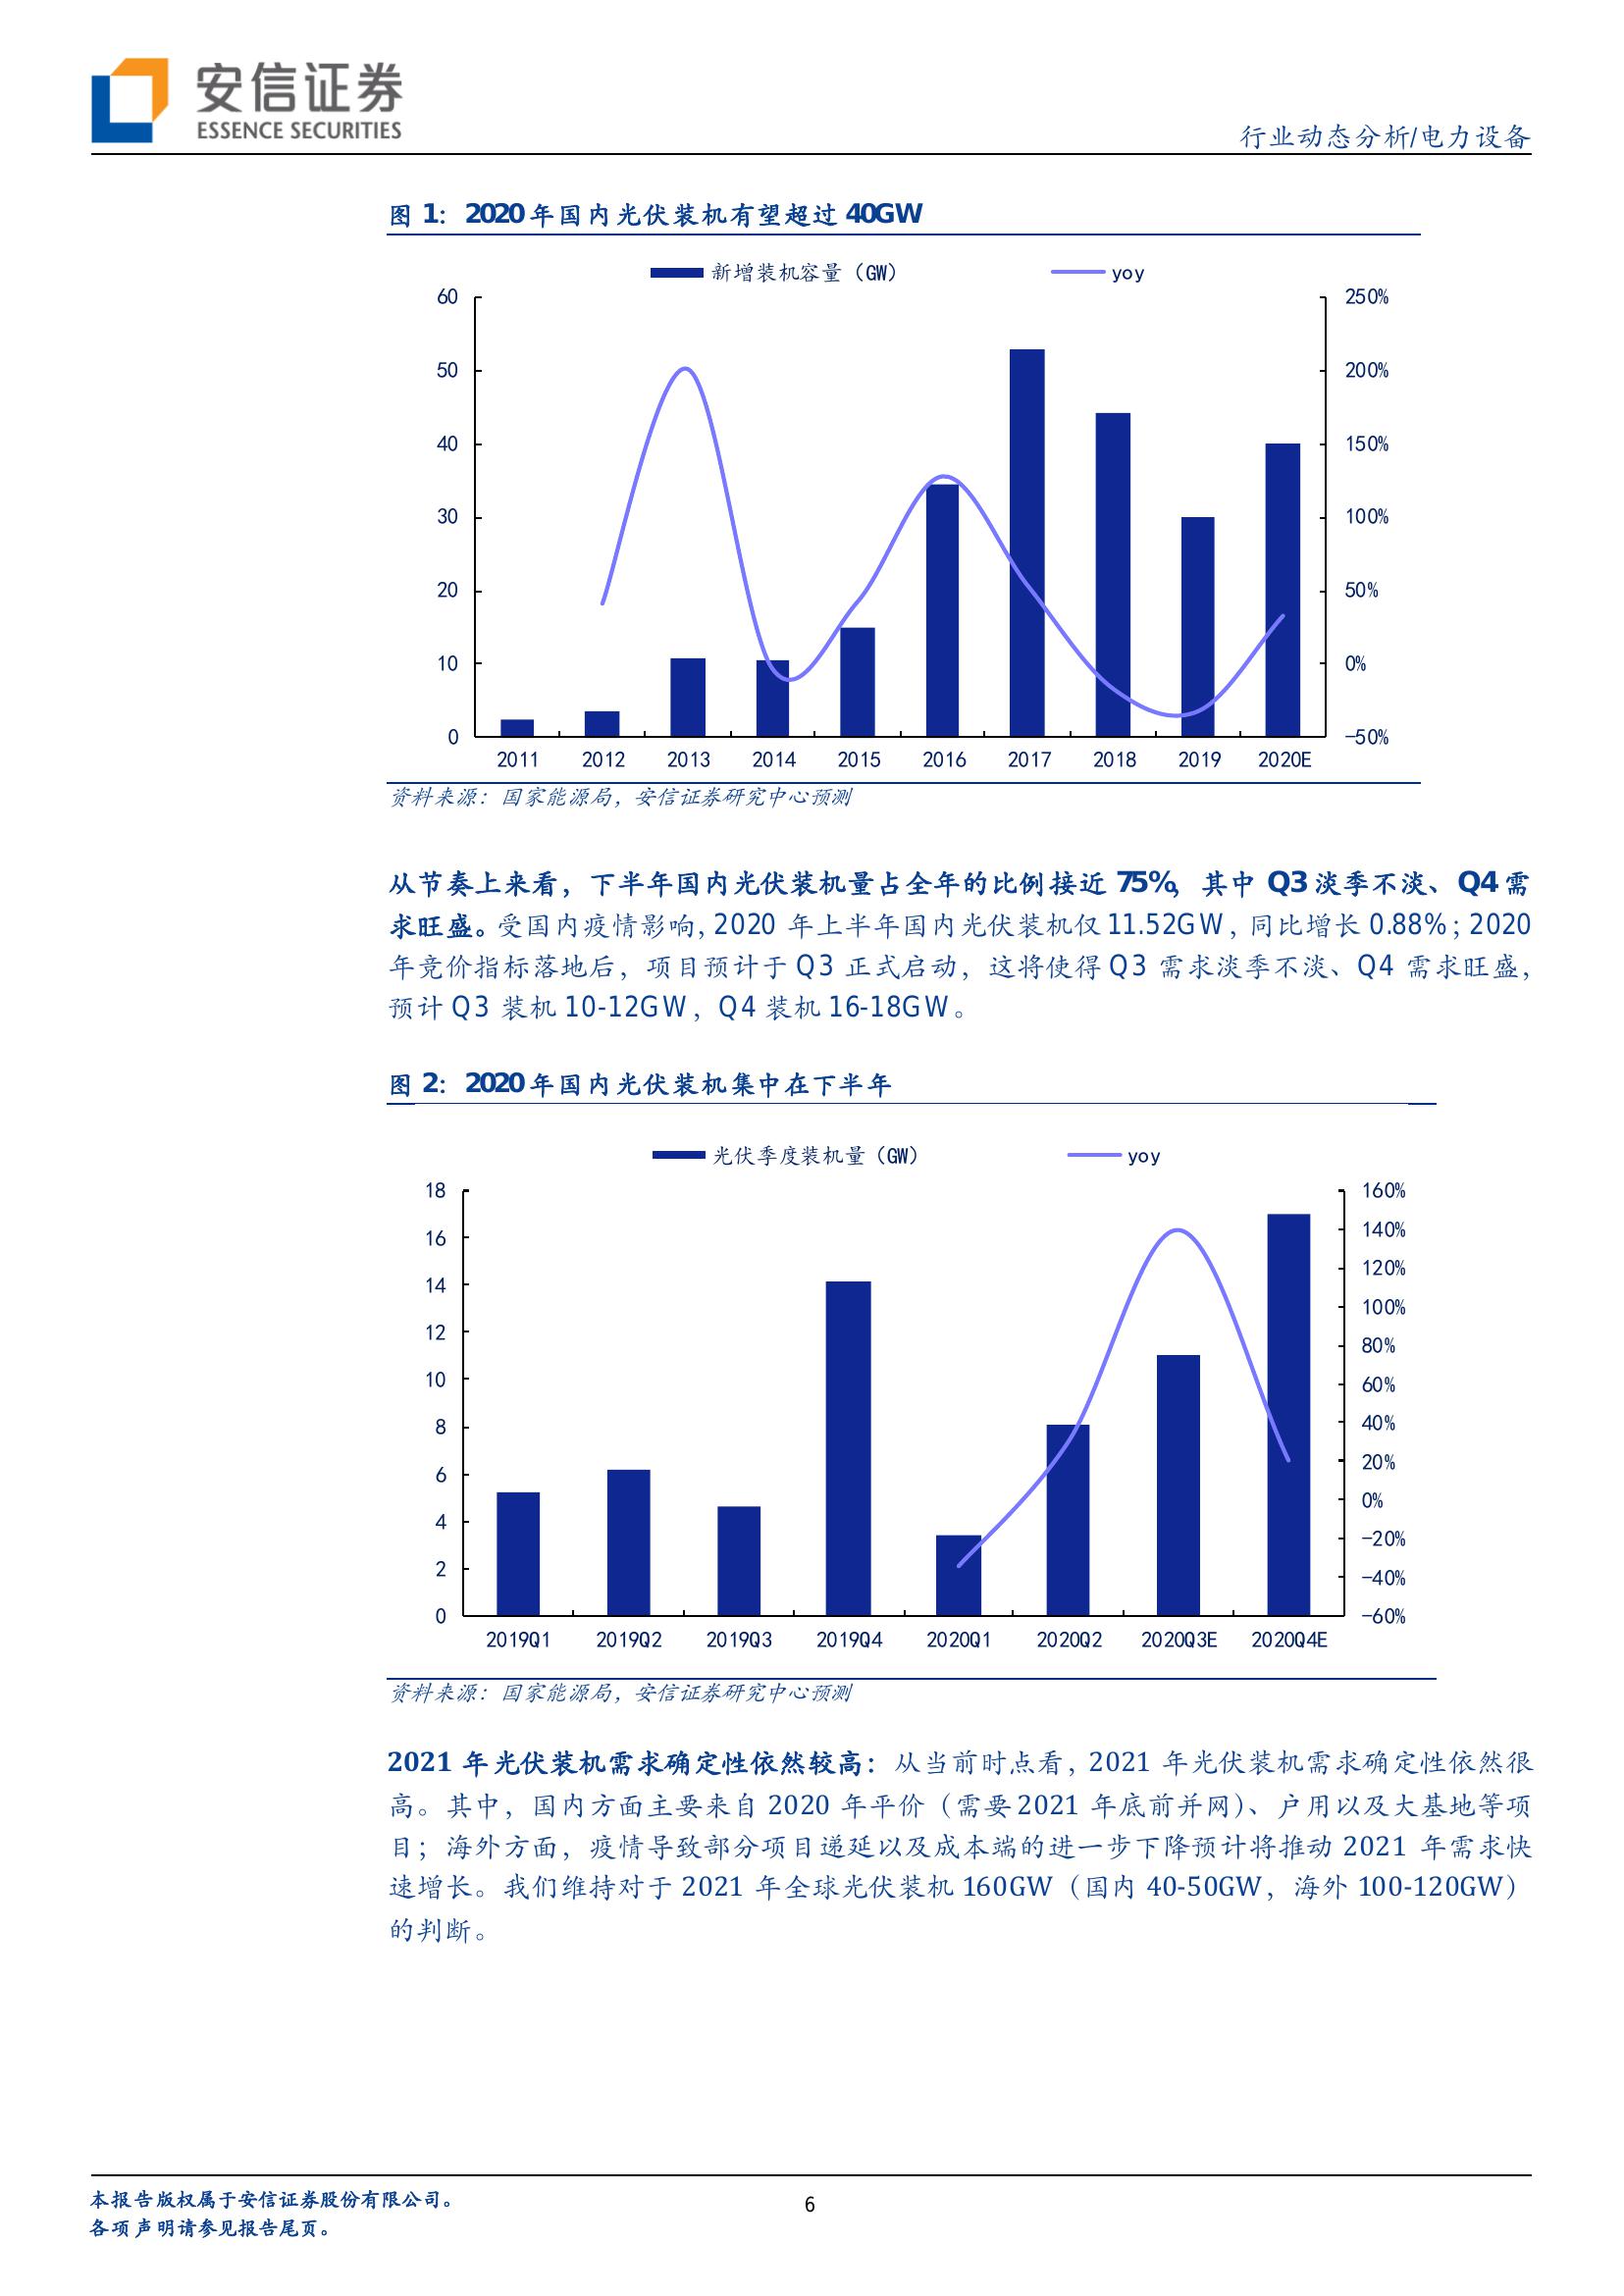 安信证券
ESSENCE SECURITIES
行业动态分析/电力设备
图 1： 2020 年国内光伏装机有望超过 40GW
新增装机容量（GW） yoy
60 250%
50 200%
40 150%
30 100%
20 50%
10 0%
0 -50%
2011 2012 2013 2014 2015 2016 2017 2018 2019 2020E
资料来源：国家能源局，安信证券研究中心预测
从节奏上来看，下半年国内光伏装机量占全年的比例接近 75%，其中 Q3 淡季不淡、Q4 需
求旺盛。受国内疫情影响，2020 年上半年国内光伏装机仅 11.52GW，同比增长 0.88%；2020
年竞价指标落地后，项目预计于 Q3 正式启动，这将使得 Q3 需求淡季不淡、Q4 需求旺盛，
预计 Q3 装机 10-12GW，Q4 装机 16-18GW。
图 2： 2020 年国内光伏装机集中在下半年
光伏季度装机量（GW） yoy
18 160%
16 140%
14 120%
12 100%
10 80%
8 60%
6 40%
4 20%
2 0%
0 -20%
-40%
-60%
2019Q1 2019Q2 2019Q3 2019Q4 2020Q1 2020Q2 2020Q3E 2020Q4E
资料来源：国家能源局，安信证券研究中心预测
2021 年光伏装机需求确定性依然较高：从当前时点看，2021 年光伏装机需求确定性依然很
高。其中，国内方面主要来自 2020 年平价（需要 2021 年底前并网）、户用以及大基地等项
目；海外方面，疫情导致部分项目递延以及成本端的进一步下降预计将推动 2021 年需求快
速增长。我们维持对于 2021 年全球光伏装机 160GW（国内 40-50GW，海外 100-120GW）
的判断。
本报告版权属于安信证券股份有限公司。
6
各项声明请参见报告尾页。